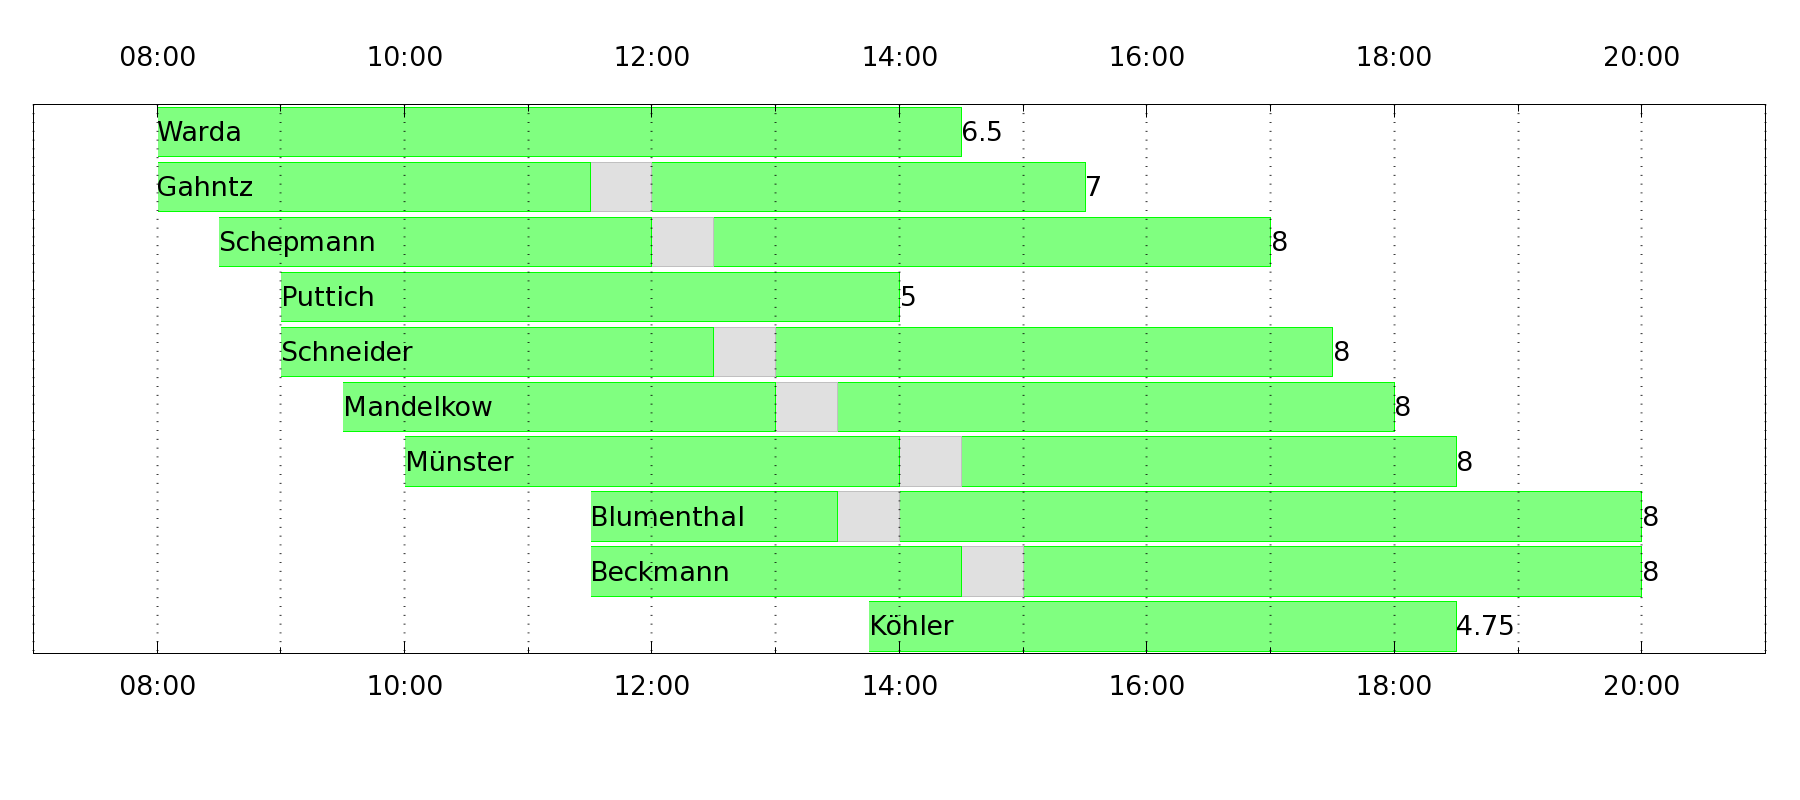 08:00 10:00 12:00 14:00 16:00 18:00 20:00
Warda 6.5
Gahntz 7
Schepmann 8
Puttich 5
Schneider 8
Mandelkow 8
Münster 8
Blumenthal 8
Beckmann 8
Köhler 4.75
08:00 10:00 12:00 14:00 16:00 18:00 20:00